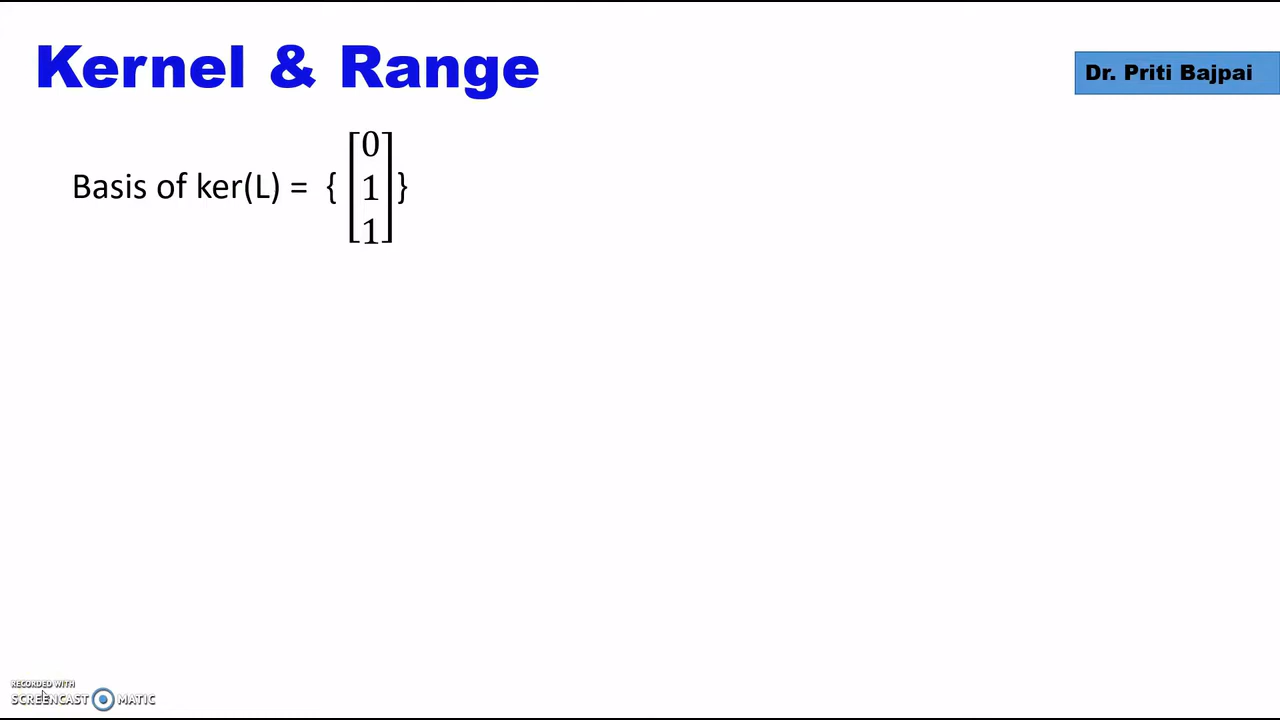 Kernel & Range
Dr. Priti Bajpai
0
Basis of ker(L) = { 1 }
1
RECORDED WITH
SCREENCAST MATIC